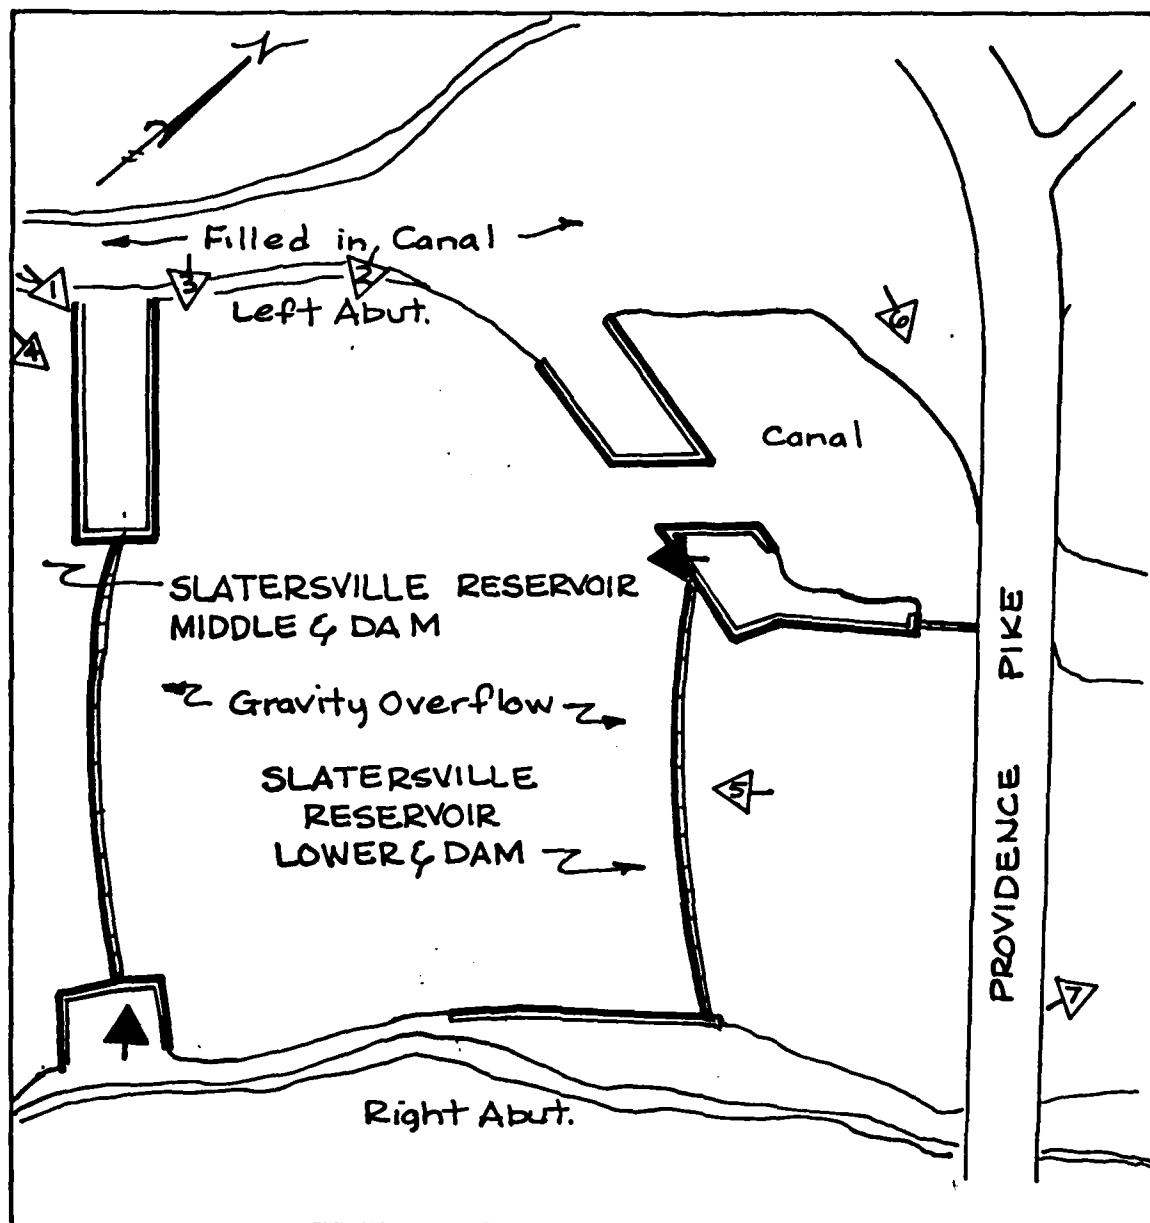 Filled in Canal
1
3
2
Left Abut.
4
6
Canal
SLATERSVILLE RESERVOIR
MIDDLE & DAM
Gravity Overflow
SLATERSVILLE
RESERVOIR
LOWER & DAM
5
PROVIDENCE PIKE
7
Right Abut.